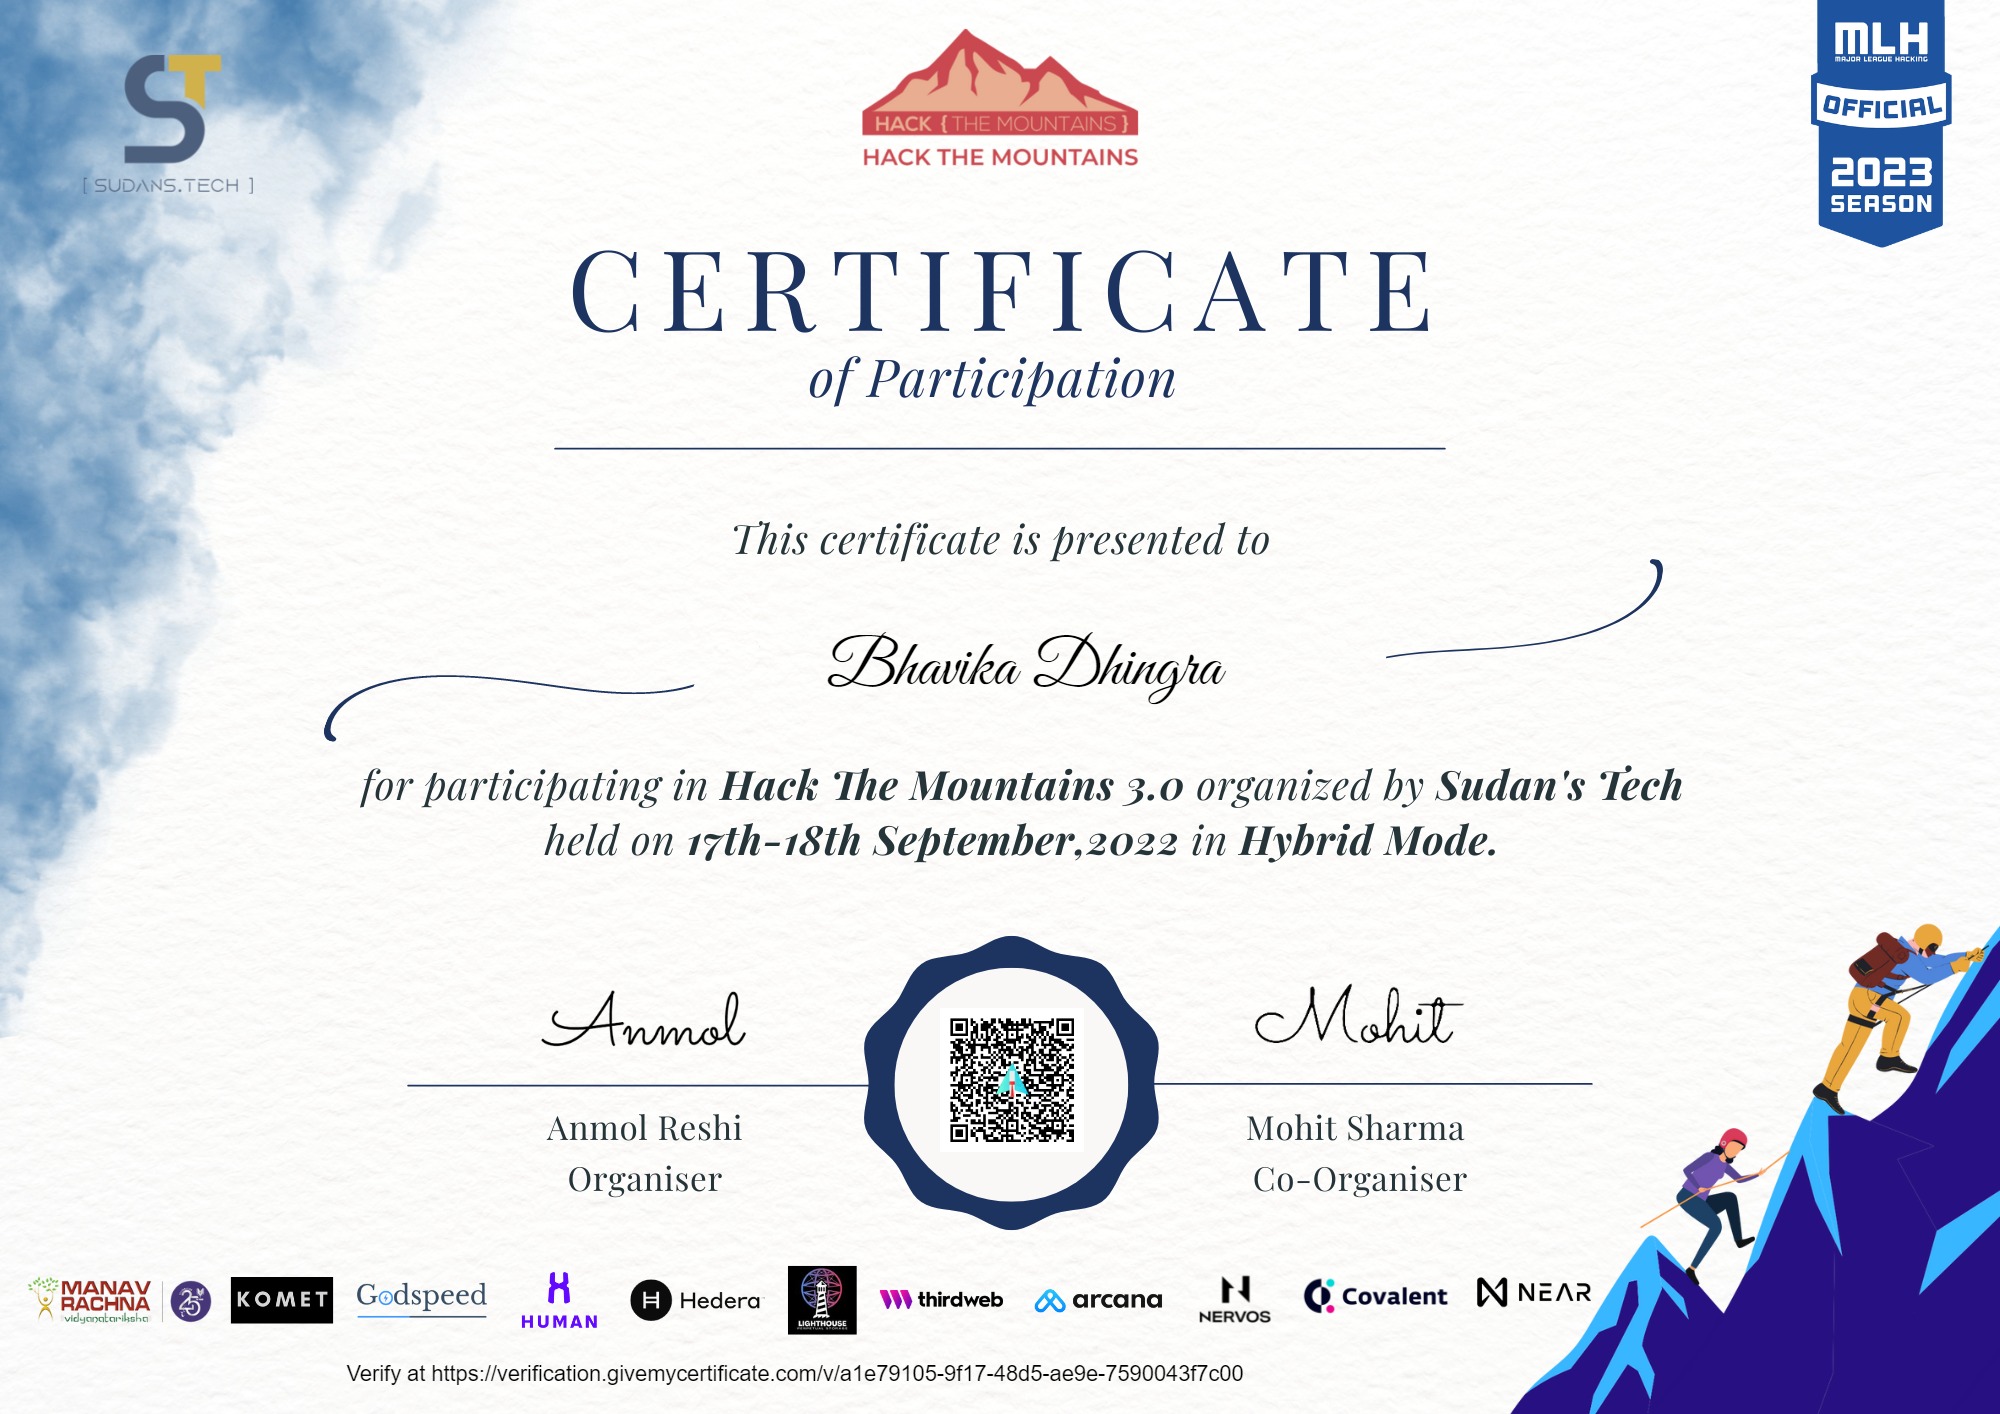 ST
[ SUDANS.TECH ]
HACK {THE MOUNTAINS}
HACK THE MOUNTAINS
MLH
MAJOR LEAGUE HACKING
OFFICIAL
2023
SEASON
CERTIFICATE
of Participation
This certificate is presented to
Bhavika Dhingra
for participating in Hack The Mountains 3.0 organized by Sudan's Tech
held on 17th-18th September,2022 in Hybrid Mode.
Anmol
Mohit
Anmol Reshi
Organiser
Mohit Sharma
Co-Organiser
MANAV
RACHNA
vidyanatariksha
25
KOMET
Godspeed
HUMAN
H Hedera
LIGHTHOUSE
PERPETUAL STORAGE
thirdweb
arcana
NERVOS
Covalent
NEAR
Verify at https://verification.givemycertificate.com/v/a1e79105-9f17-48d5-ae9e-7590043f7c00